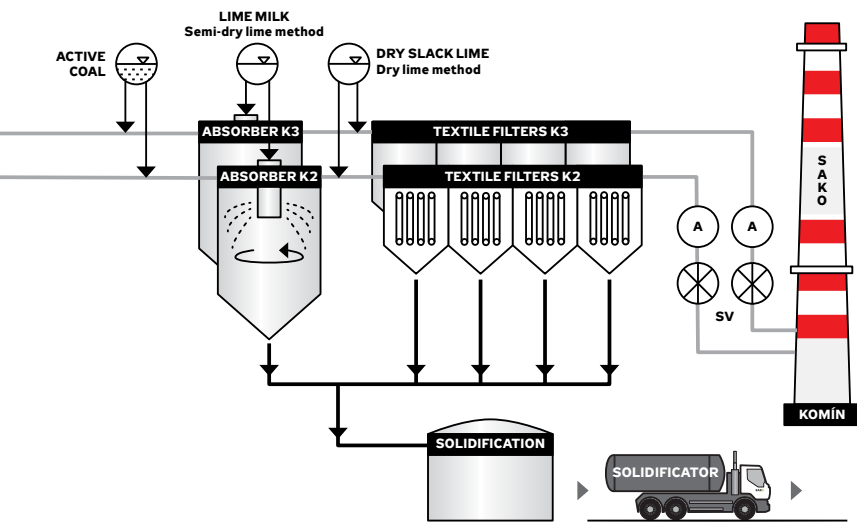 LIME MILK
Semi-dry lime method
ACTIVE
COAL
DRY SLACK LIME
Dry lime method
ABSORBER K3
TEXTILE FILTERS K3
ABSORBER K2
TEXTILE FILTERS K2
S
A
K
O
A
A
SV
KOMÍN
SOLIDIFICATION
SOLIDIFICATOR